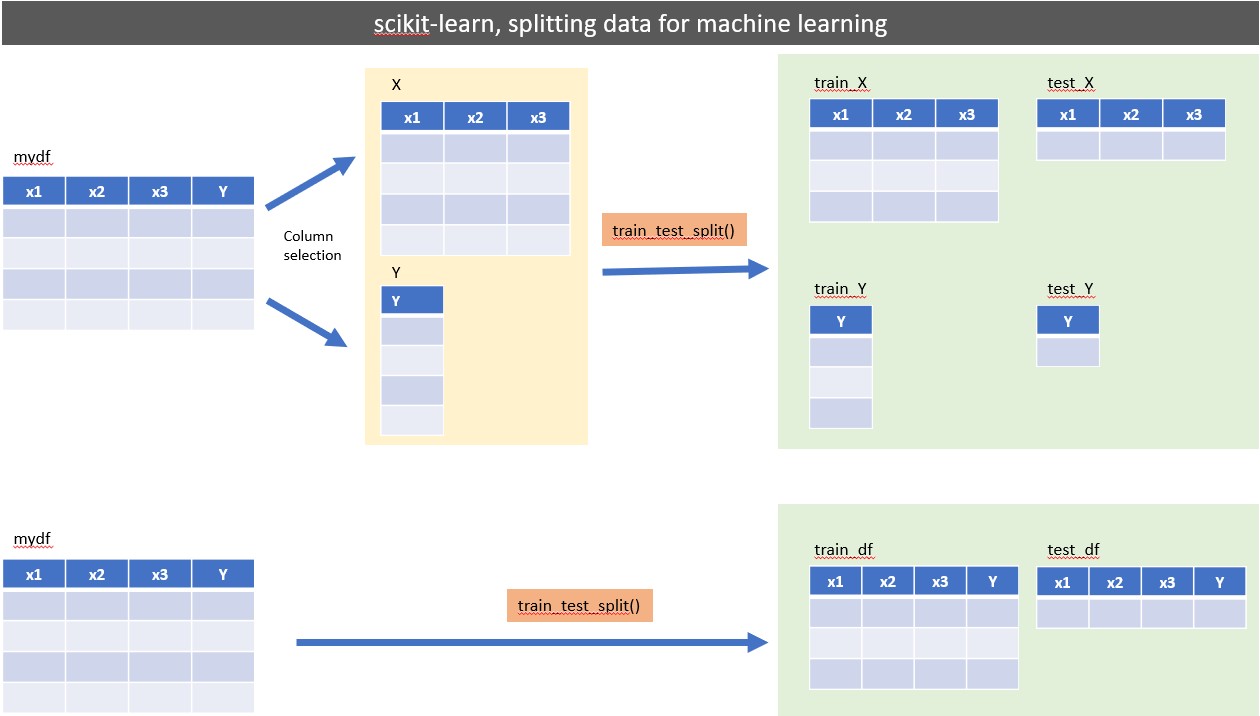 scikit-learn, splitting data for machine learning
mydf
x1 x2 x3 Y
Column
selection
X
x1 x2 x3
Y
Y
train_test_split()
train_X
x1 x2 x3
test_X
x1 x2 x3
train_Y
Y
test_Y
Y
mydf
x1 x2 x3 Y
train_test_split()
train_df
x1 x2 x3 Y
test_df
x1 x2 x3 Y